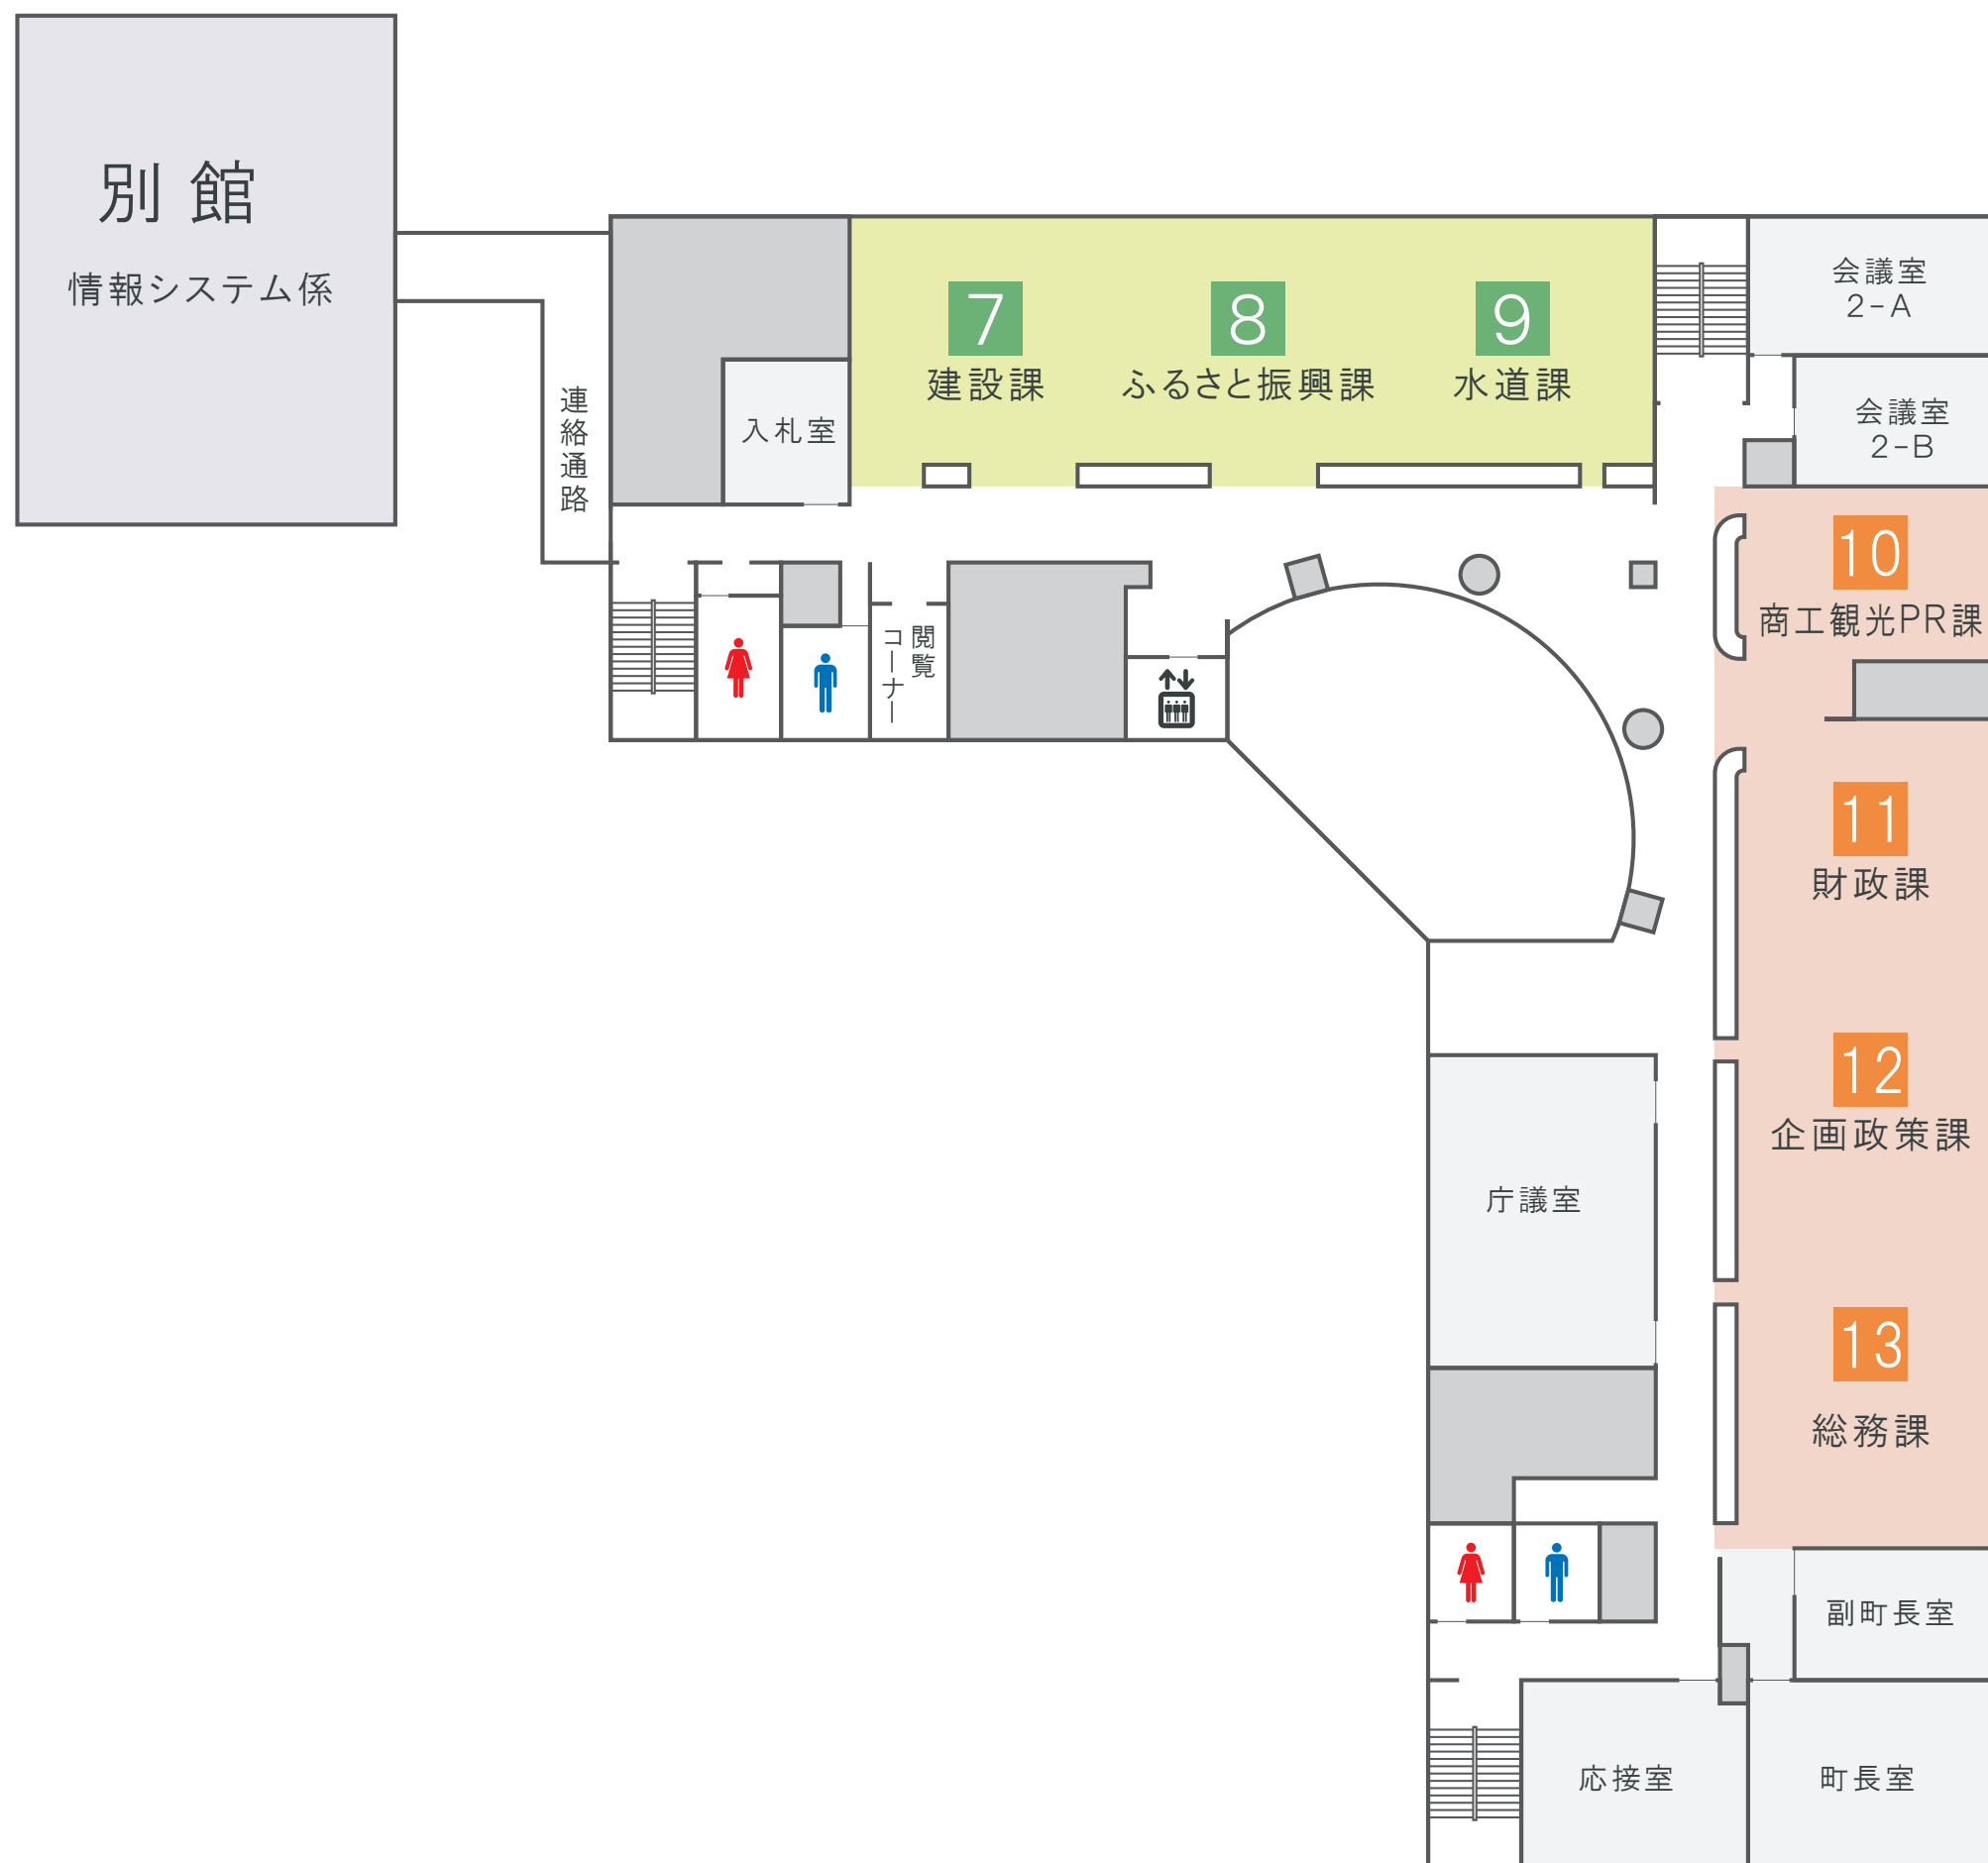 別館
情報システム係
連絡通路
入札室
7
建設課
8
ふるさと振興課
9
水道課
会議室
2-A
会議室
2-B
閲覧
コーナー
10
商工観光PR課
11
財政課
12
企画政策課
13
総務課
庁議室
副町長室
応接室
町長室